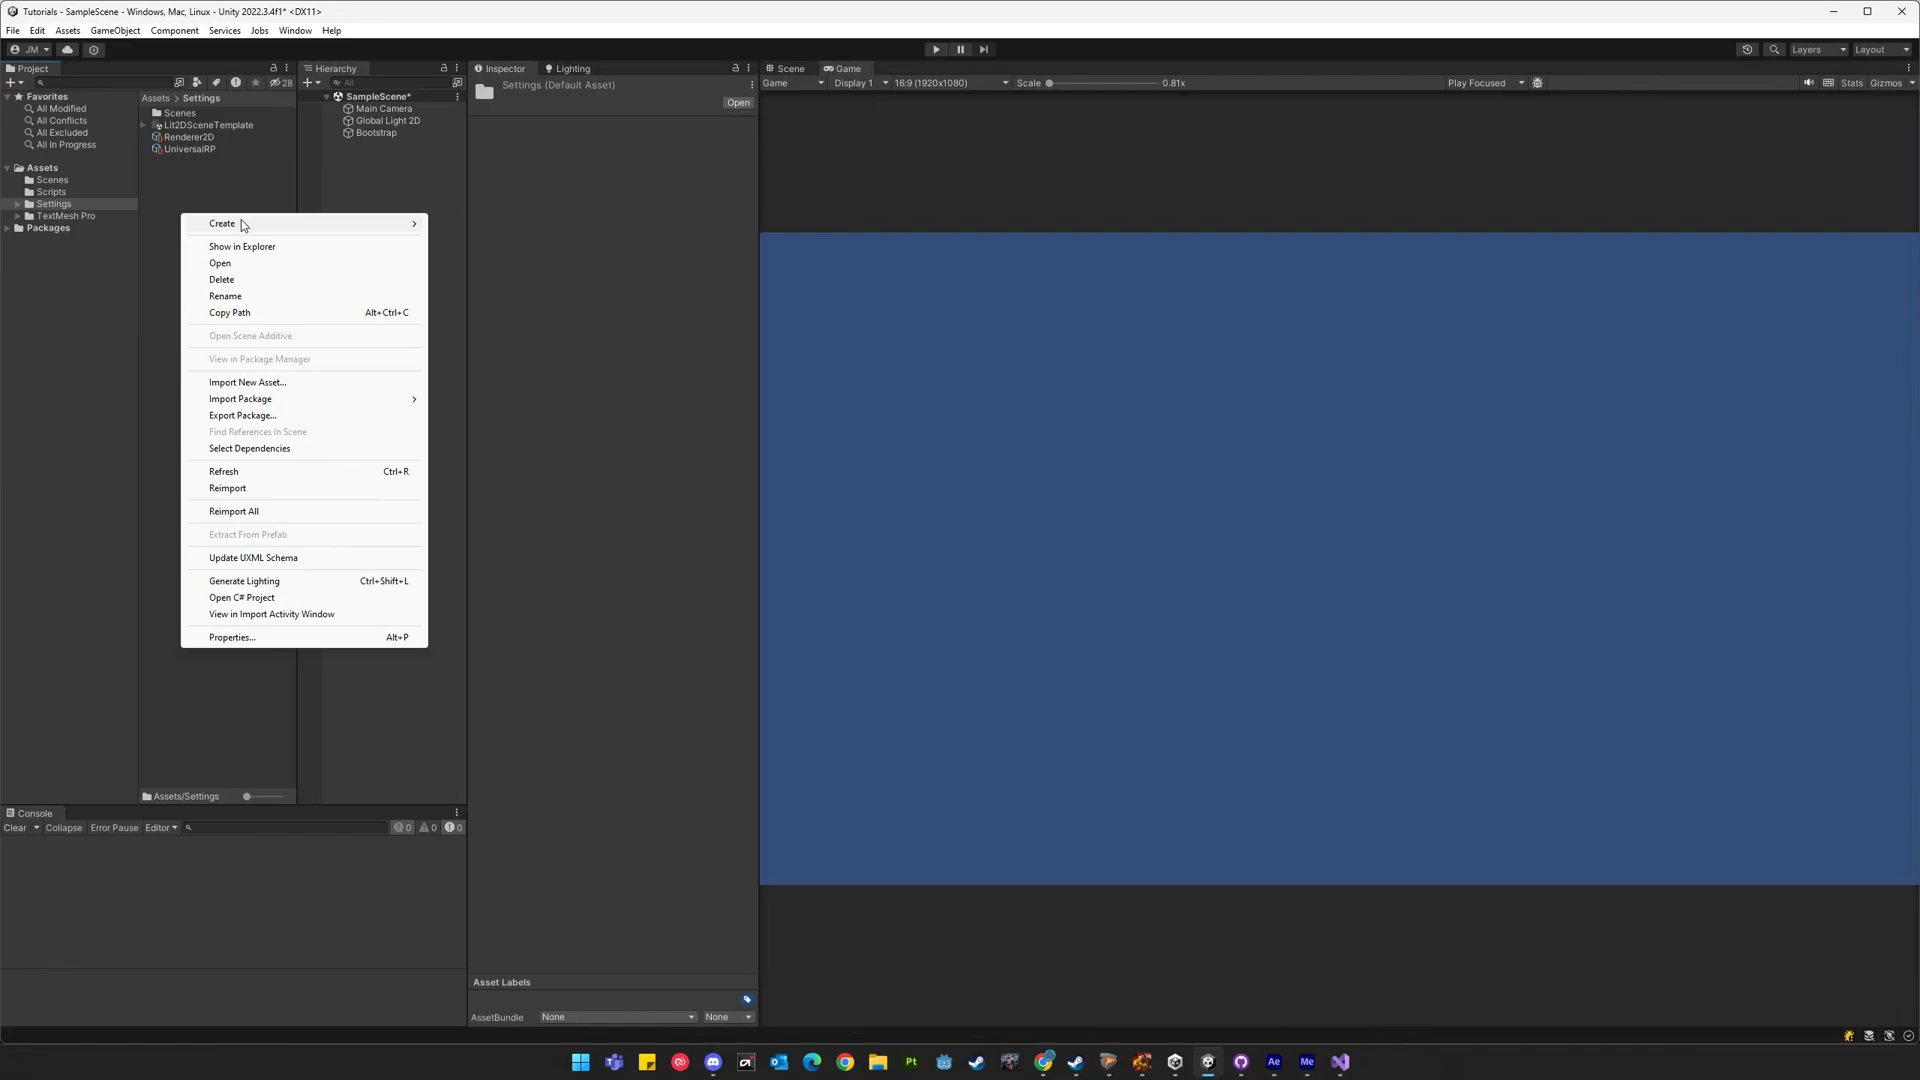 Tutorials - SampleScene - Windows, Mac, Linux - Unity 2022.3.4f1* <DX11>
File Edit Assets GameObject Component Services Jobs Window Help
JM
Layers Layout
Project
Hierarchy
Inspector Lighting
Scene Game
28
All
Settings (Default Asset)
Open
Game Display 1 16:9 (1920x1080) Scale 0.81x Play Focused Stats Gizmos
Favorites
All Modified
All Conflicts
All Excluded
All In Progress
Assets
Scenes
Scripts
Settings
TextMesh Pro
Packages
Assets > Settings
Scenes
Lit2DSceneTemplate
Renderer2D
UniversalRP
SampleScene*
Main Camera
Global Light 2D
Bootstrap
Create
Show in Explorer
Open
Delete
Rename
Copy Path Alt+Ctrl+C
Open Scene Additive
View in Package Manager
Import New Asset...
Import Package
Export Package...
Find References In Scene
Select Dependencies
Refresh Ctrl+R
Reimport
Reimport All
Extract From Prefab
Update UXML Schema
Generate Lighting Ctrl+Shift+L
Open C# Project
View in Import Activity Window
Properties... Alt+P
Assets/Settings
Console
Clear Collapse Error Pause Editor 0 0 0
Asset Labels
AssetBundle None None
Pt
Ae
Me